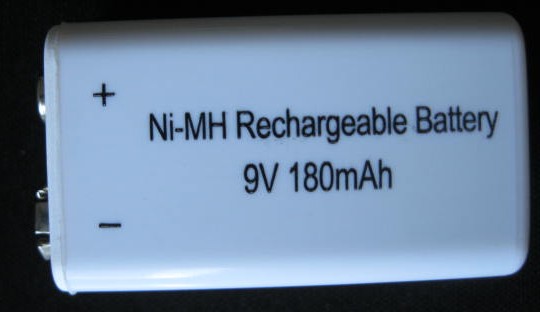 +
Ni-MH Rechargeable Battery
9V 180mAh
−